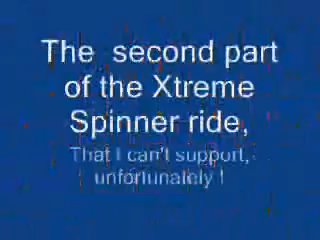 The second part
of the Xtreme
Spinner ride,
That I can't support,
unfortunately !